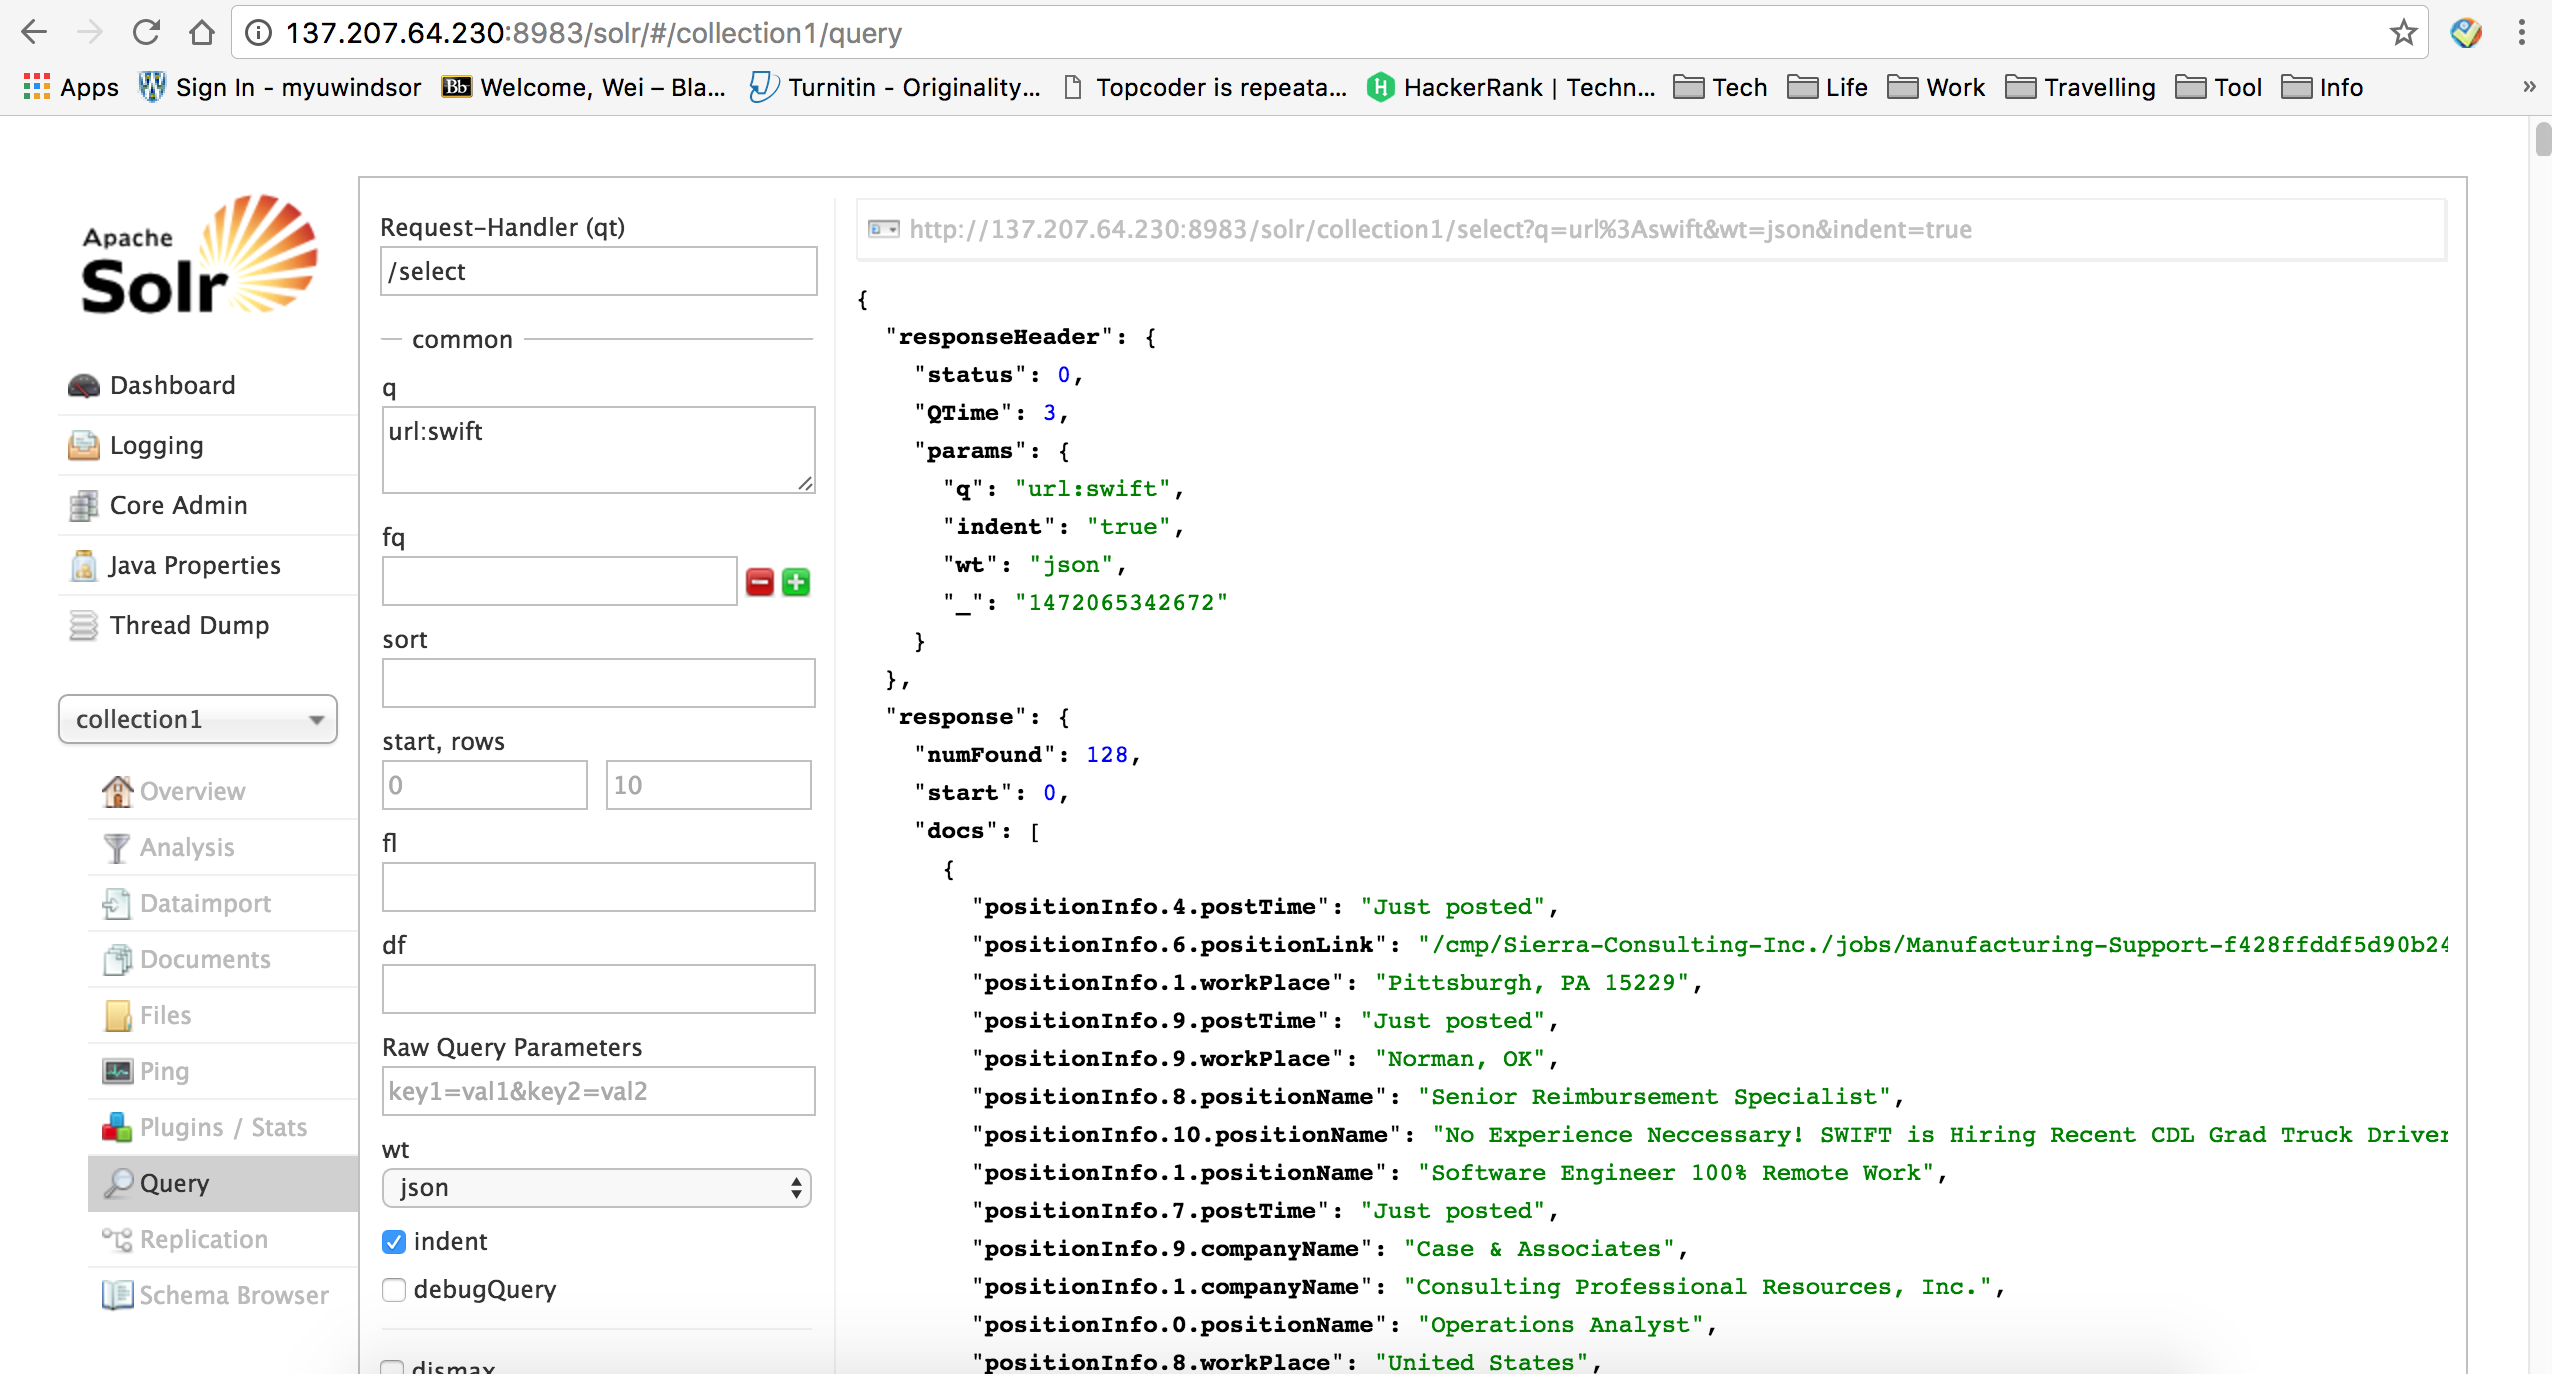 137.207.64.230:8983/solr/#/collection1/query
Apps Sign In - myuwindsor Bb Welcome, Wei – Bla... Turnitin - Originality... Topcoder is repeata... HackerRank | Techn... Tech Life Work Travelling Tool Info »
Apache
Solr
Dashboard
Logging
Core Admin
Java Properties
Thread Dump
collection1
Overview
Analysis
Dataimport
Documents
Files
Ping
Plugins / Stats
Query
Replication
Schema Browser
Request-Handler (qt)
/select
common
q
url:swift
fq
sort
start, rows
0 10
fl
df
Raw Query Parameters
key1=val1&key2=val2
wt
json
indent
debugQuery
dismax
http://137.207.64.230:8983/solr/collection1/select?q=url%3Aswift&wt=json&indent=true
{
"responseHeader": {
"status": 0,
"QTime": 3,
"params": {
"q": "url:swift",
"indent": "true",
"wt": "json",
"_": "1472065342672"
}
},
"response": {
"numFound": 128,
"start": 0,
"docs": [
{
"positionInfo.4.postTime": "Just posted",
"positionInfo.6.positionLink": "/cmp/Sierra-Consulting-Inc./jobs/Manufacturing-Support-f428ffddf5d90b24
"positionInfo.1.workPlace": "Pittsburgh, PA 15229",
"positionInfo.9.postTime": "Just posted",
"positionInfo.9.workPlace": "Norman, OK",
"positionInfo.8.positionName": "Senior Reimbursement Specialist",
"positionInfo.10.positionName": "No Experience Neccessary! SWIFT is Hiring Recent CDL Grad Truck Driver
"positionInfo.1.positionName": "Software Engineer 100% Remote Work",
"positionInfo.7.postTime": "Just posted",
"positionInfo.9.companyName": "Case & Associates",
"positionInfo.1.companyName": "Consulting Professional Resources, Inc.",
"positionInfo.0.positionName": "Operations Analyst",
"positionInfo.8.workPlace": "United States",